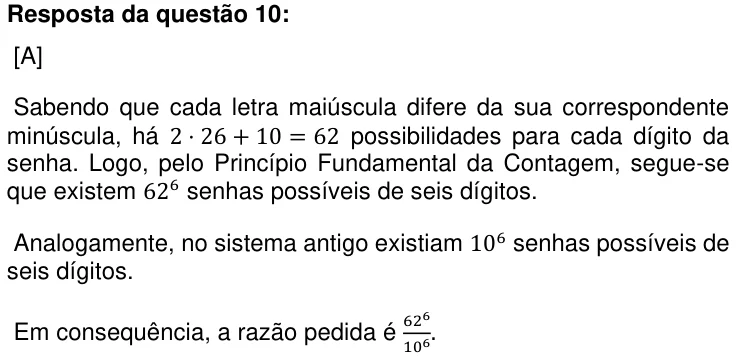 Resposta da questão 10:
[A]
Sabendo que cada letra maiúscula difere da sua correspondente
minúscula, há 2 · 26 + 10 = 62 possibilidades para cada dígito da
senha. Logo, pelo Princípio Fundamental da Contagem, segue-se
que existem 62⁶ senhas possíveis de seis dígitos.
Analogamente, no sistema antigo existiam 10⁶ senhas possíveis de
seis dígitos.
Em consequência, a razão pedida é 62⁶/10⁶.